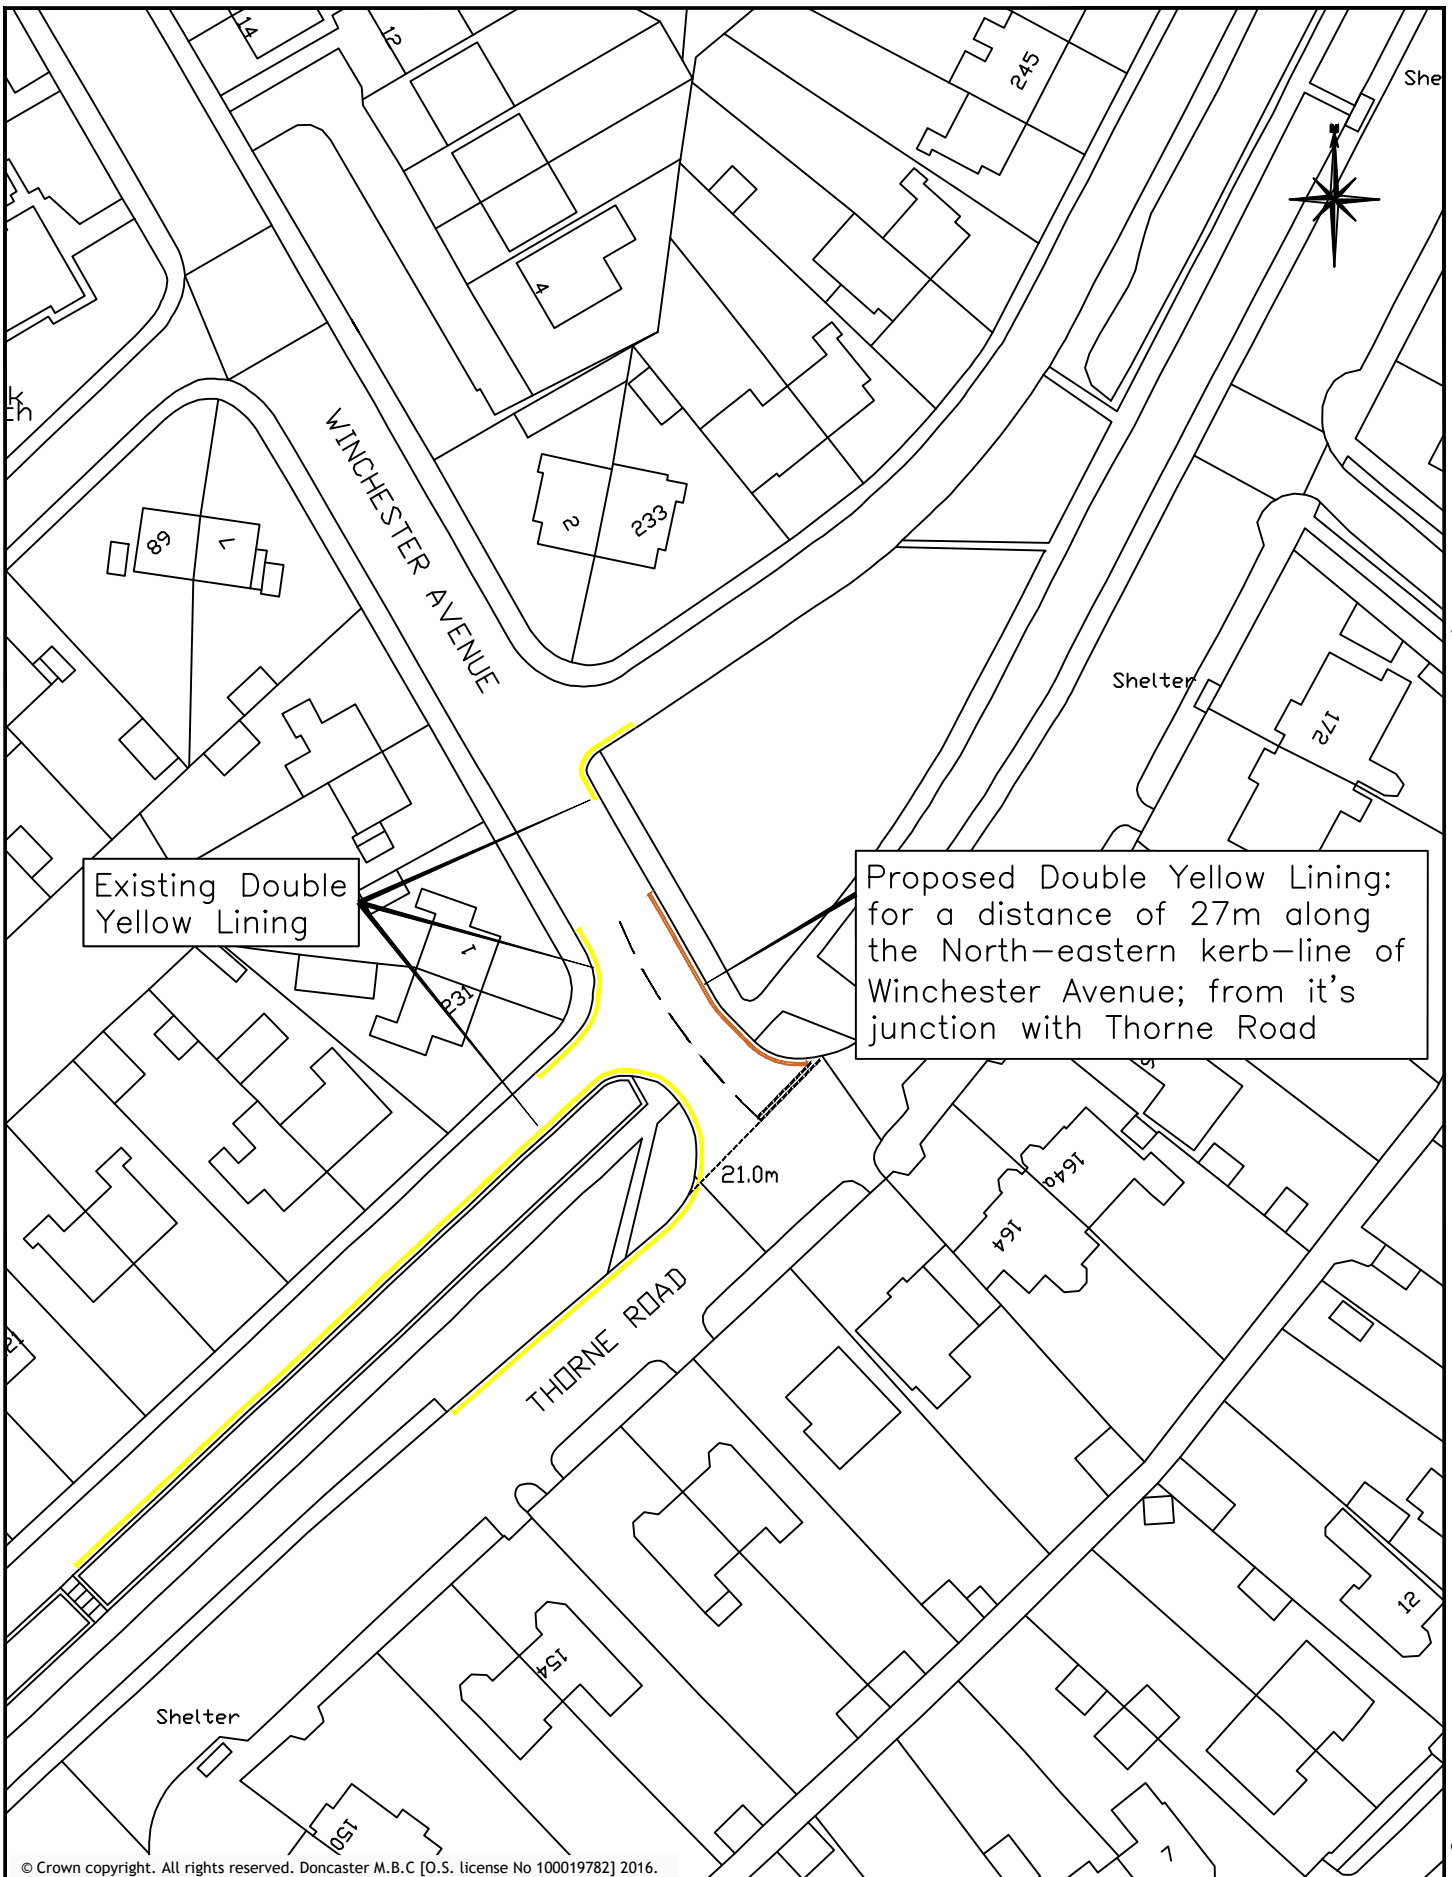 14
12
245
She
N
4
WINCHESTER AVENUE
2
233
89
7
Shelter
172
Existing Double
Yellow Lining
Proposed Double Yellow Lining:
for a distance of 27m along
the North-eastern kerb-line of
Winchester Avenue; from it's
junction with Thorne Road
1
231
21.0m
164a
164
THORNE ROAD
154
12
Shelter
150
7
© Crown copyright. All rights reserved. Doncaster M.B.C [O.S. license No 100019782] 2016.